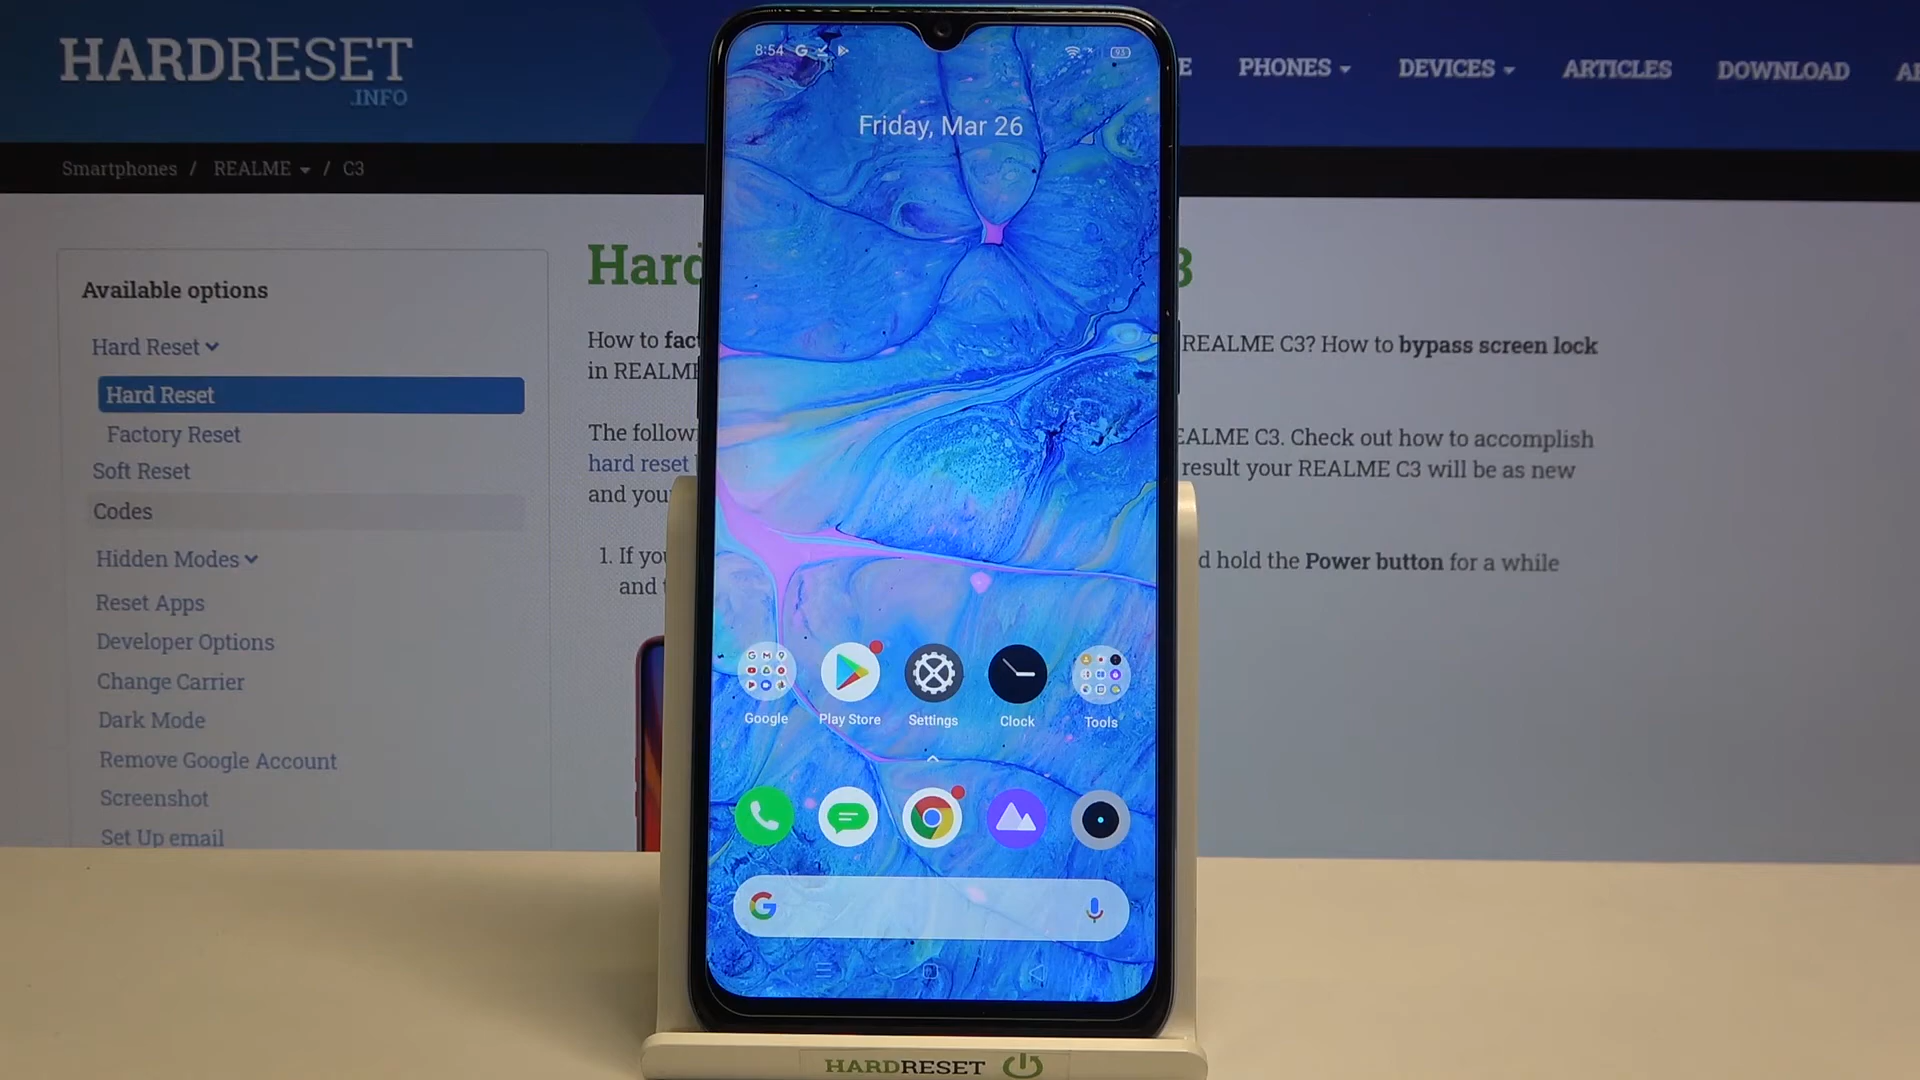 HARDRESET
.INFO
PHONES
DEVICES
ARTICLES
DOWNLOAD
Smartphones / REALME / C3
Available options
Hard Reset
Hard Reset
Factory Reset
Soft Reset
Codes
Hidden Modes
Reset Apps
Developer Options
Change Carrier
Dark Mode
Remove Google Account
Screenshot
Set Up email
Hard
3
How to fact
REALME C3? How to bypass screen lock
in REALME
The follow
EALME C3. Check out how to accomplish
hard reset
result your REALME C3 will be as new
and you
1. If you
d hold the Power button for a while
and
8:54
93
Friday, Mar 26
Google
Play Store
Settings
Clock
Tools
HARDRESET